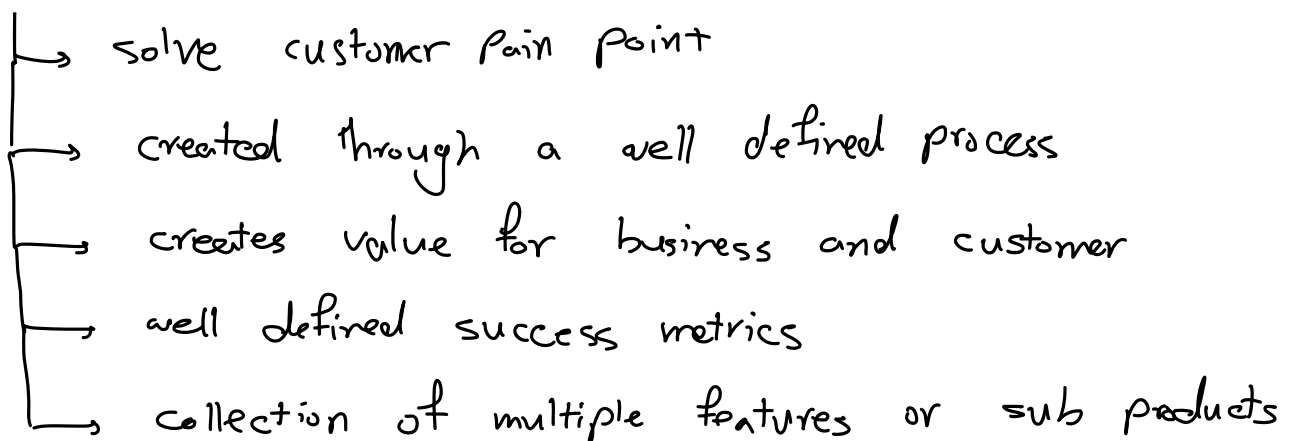 solve customer pain point
created through a well defined process
creates value for business and customer
well defined success metrics
collection of multiple features or sub products